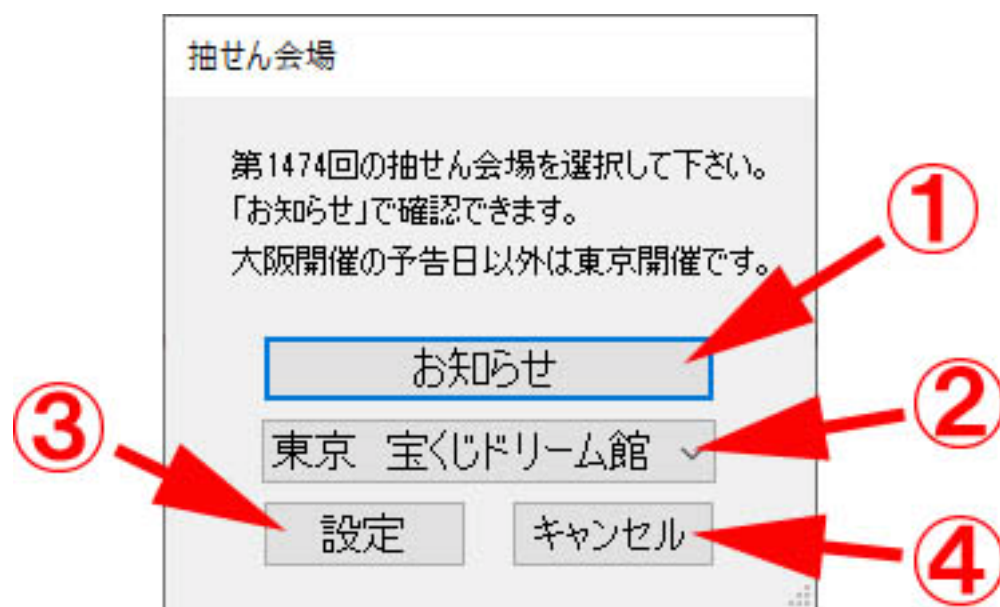 抽せん会場
第1474回の抽せん会場を選択して下さい。
「お知らせ」で確認できます。
大阪開催の予告日以外は東京開催です。
①
お知らせ
②
東京 宝くじドリーム館
③
設定
キャンセル
④